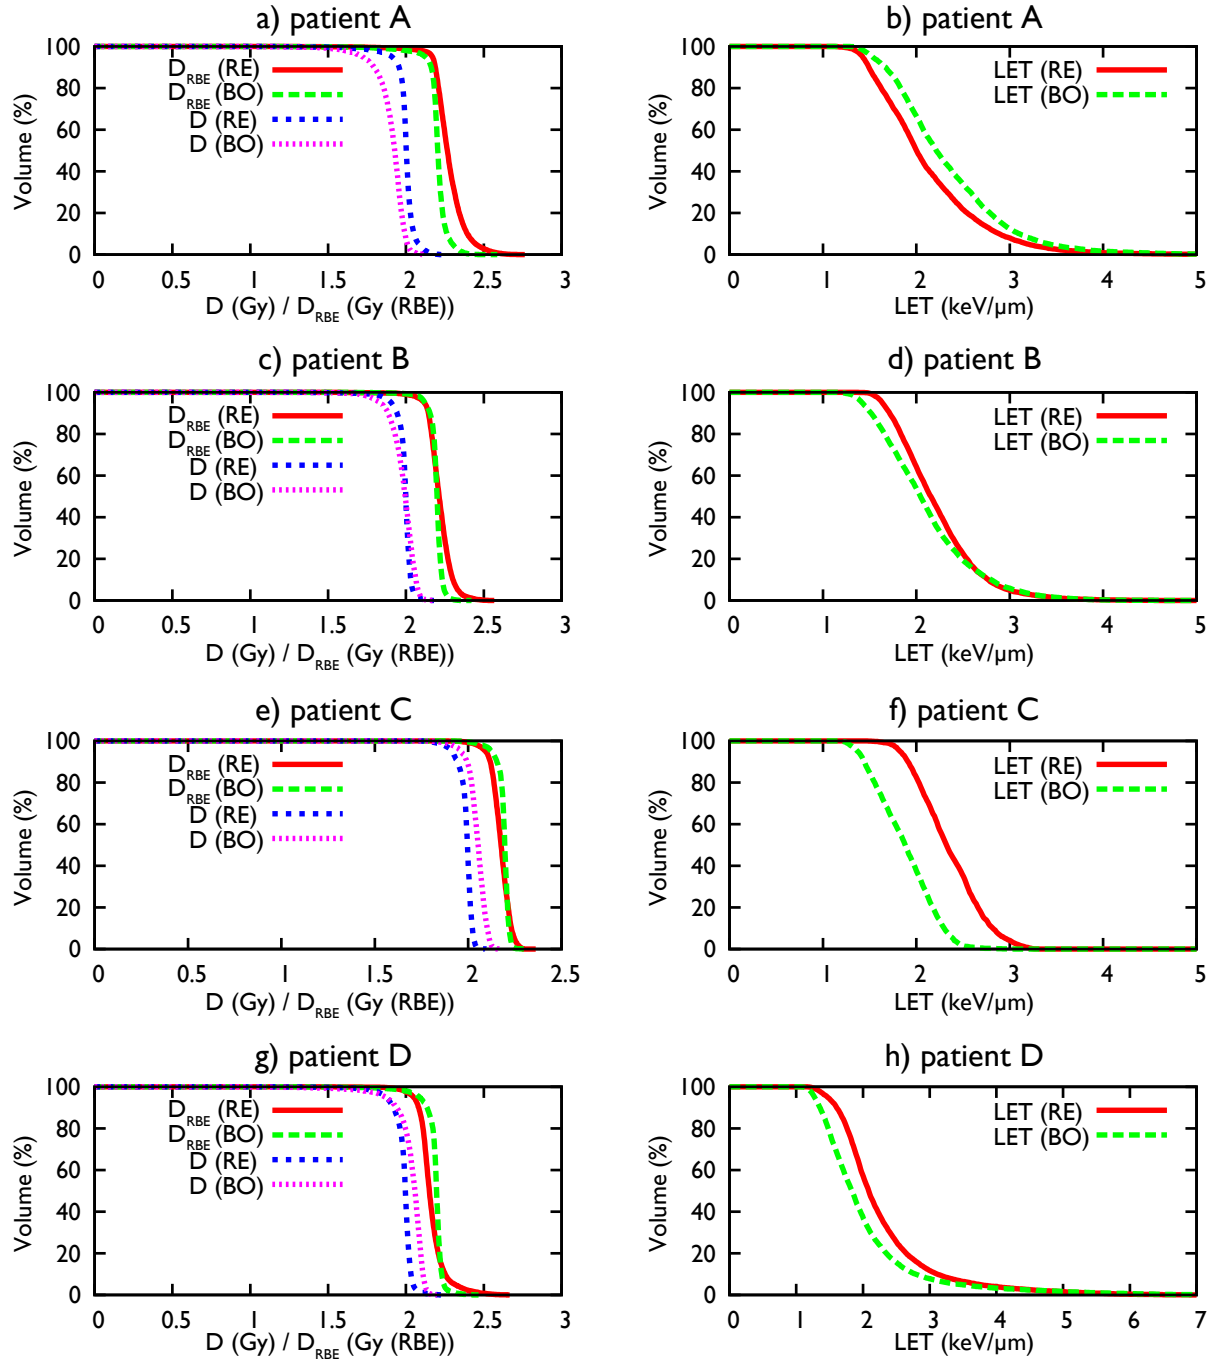 a) patient A
Volume (%)
100
80
60
40
20
0
D_RBE (RE)
D_RBE (BO)
D (RE)
D (BO)
0 0.5 1 1.5 2 2.5 3
D (Gy) / D_RBE (Gy (RBE))
b) patient A
Volume (%)
100
80
60
40
20
0
LET (RE)
LET (BO)
0 1 2 3 4 5
LET (keV/μm)
c) patient B
Volume (%)
100
80
60
40
20
0
D_RBE (RE)
D_RBE (BO)
D (RE)
D (BO)
0 0.5 1 1.5 2 2.5 3
D (Gy) / D_RBE (Gy (RBE))
d) patient B
Volume (%)
100
80
60
40
20
0
LET (RE)
LET (BO)
0 1 2 3 4 5
LET (keV/μm)
e) patient C
Volume (%)
100
80
60
40
20
0
D_RBE (RE)
D_RBE (BO)
D (RE)
D (BO)
0 0.5 1 1.5 2 2.5
D (Gy) / D_RBE (Gy (RBE))
f) patient C
Volume (%)
100
80
60
40
20
0
LET (RE)
LET (BO)
0 1 2 3 4 5
LET (keV/μm)
g) patient D
Volume (%)
100
80
60
40
20
0
D_RBE (RE)
D_RBE (BO)
D (RE)
D (BO)
0 0.5 1 1.5 2 2.5 3
D (Gy) / D_RBE (Gy (RBE))
h) patient D
Volume (%)
100
80
60
40
20
0
LET (RE)
LET (BO)
0 1 2 3 4 5 6 7
LET (keV/μm)